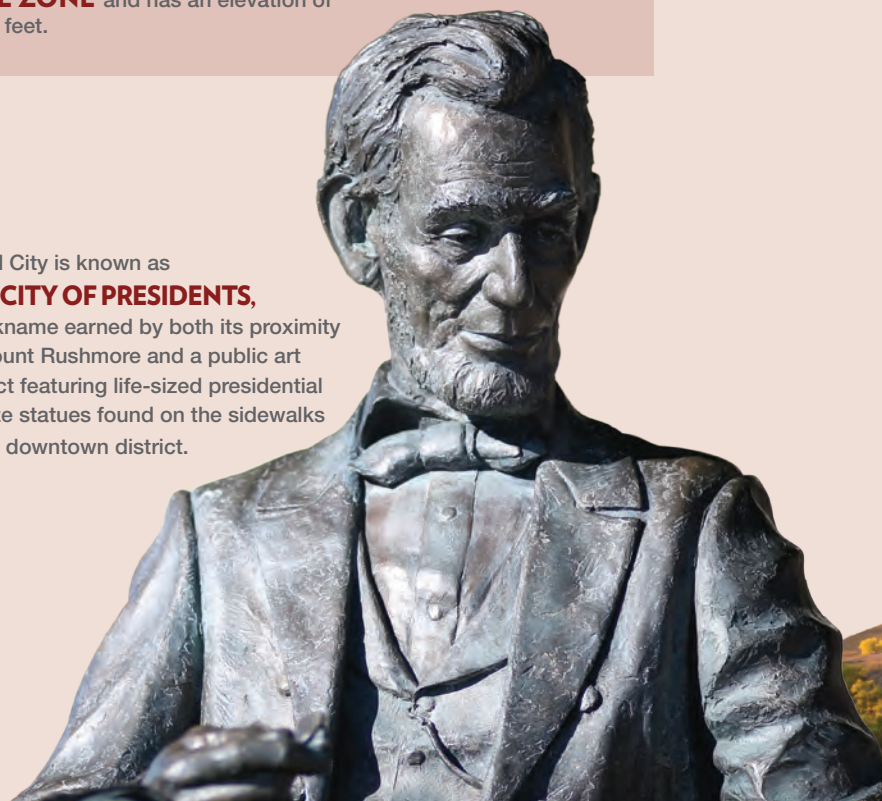 E ZONE and has an elevation of
feet.
l City is known as
CITY OF PRESIDENTS,
kname earned by both its proximity
ount Rushmore and a public art
ct featuring life-sized presidential
e statues found on the sidewalks
downtown district.